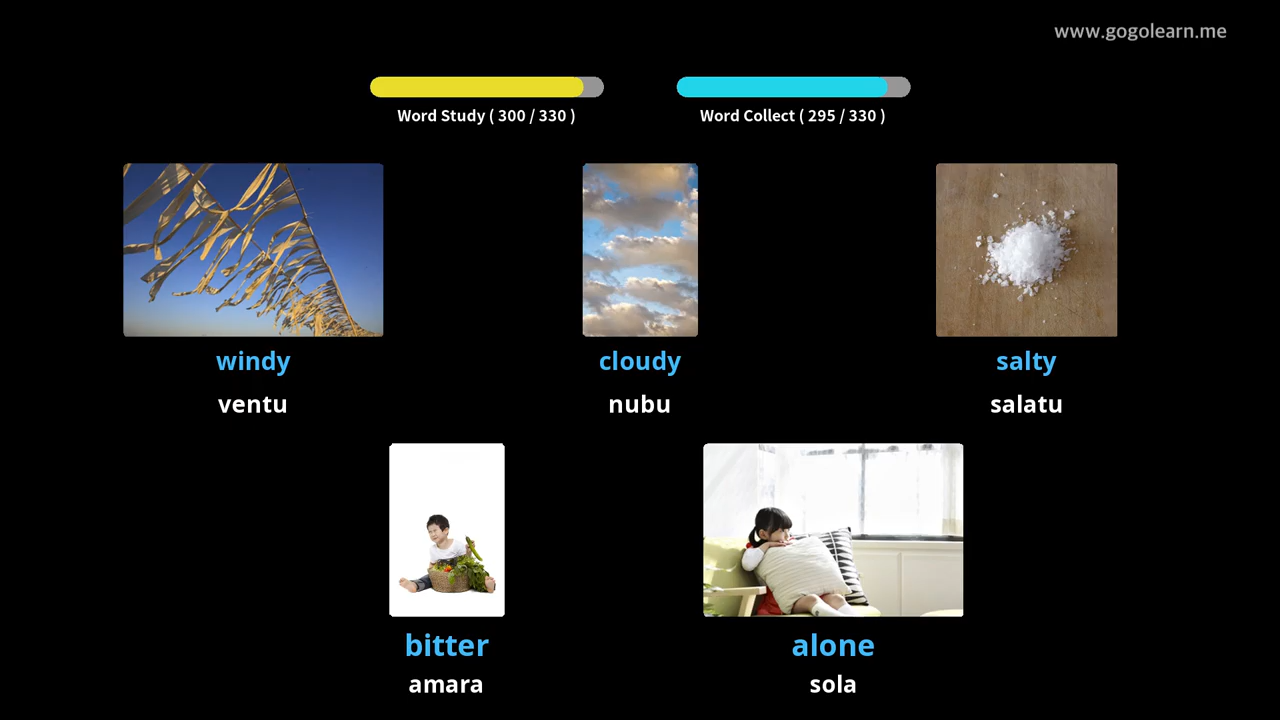 www.gogolearn.me
Word Study ( 300 / 330 )
Word Collect ( 295 / 330 )
windy
cloudy
salty
ventu
nubu
salatu
bitter
alone
amara
sola